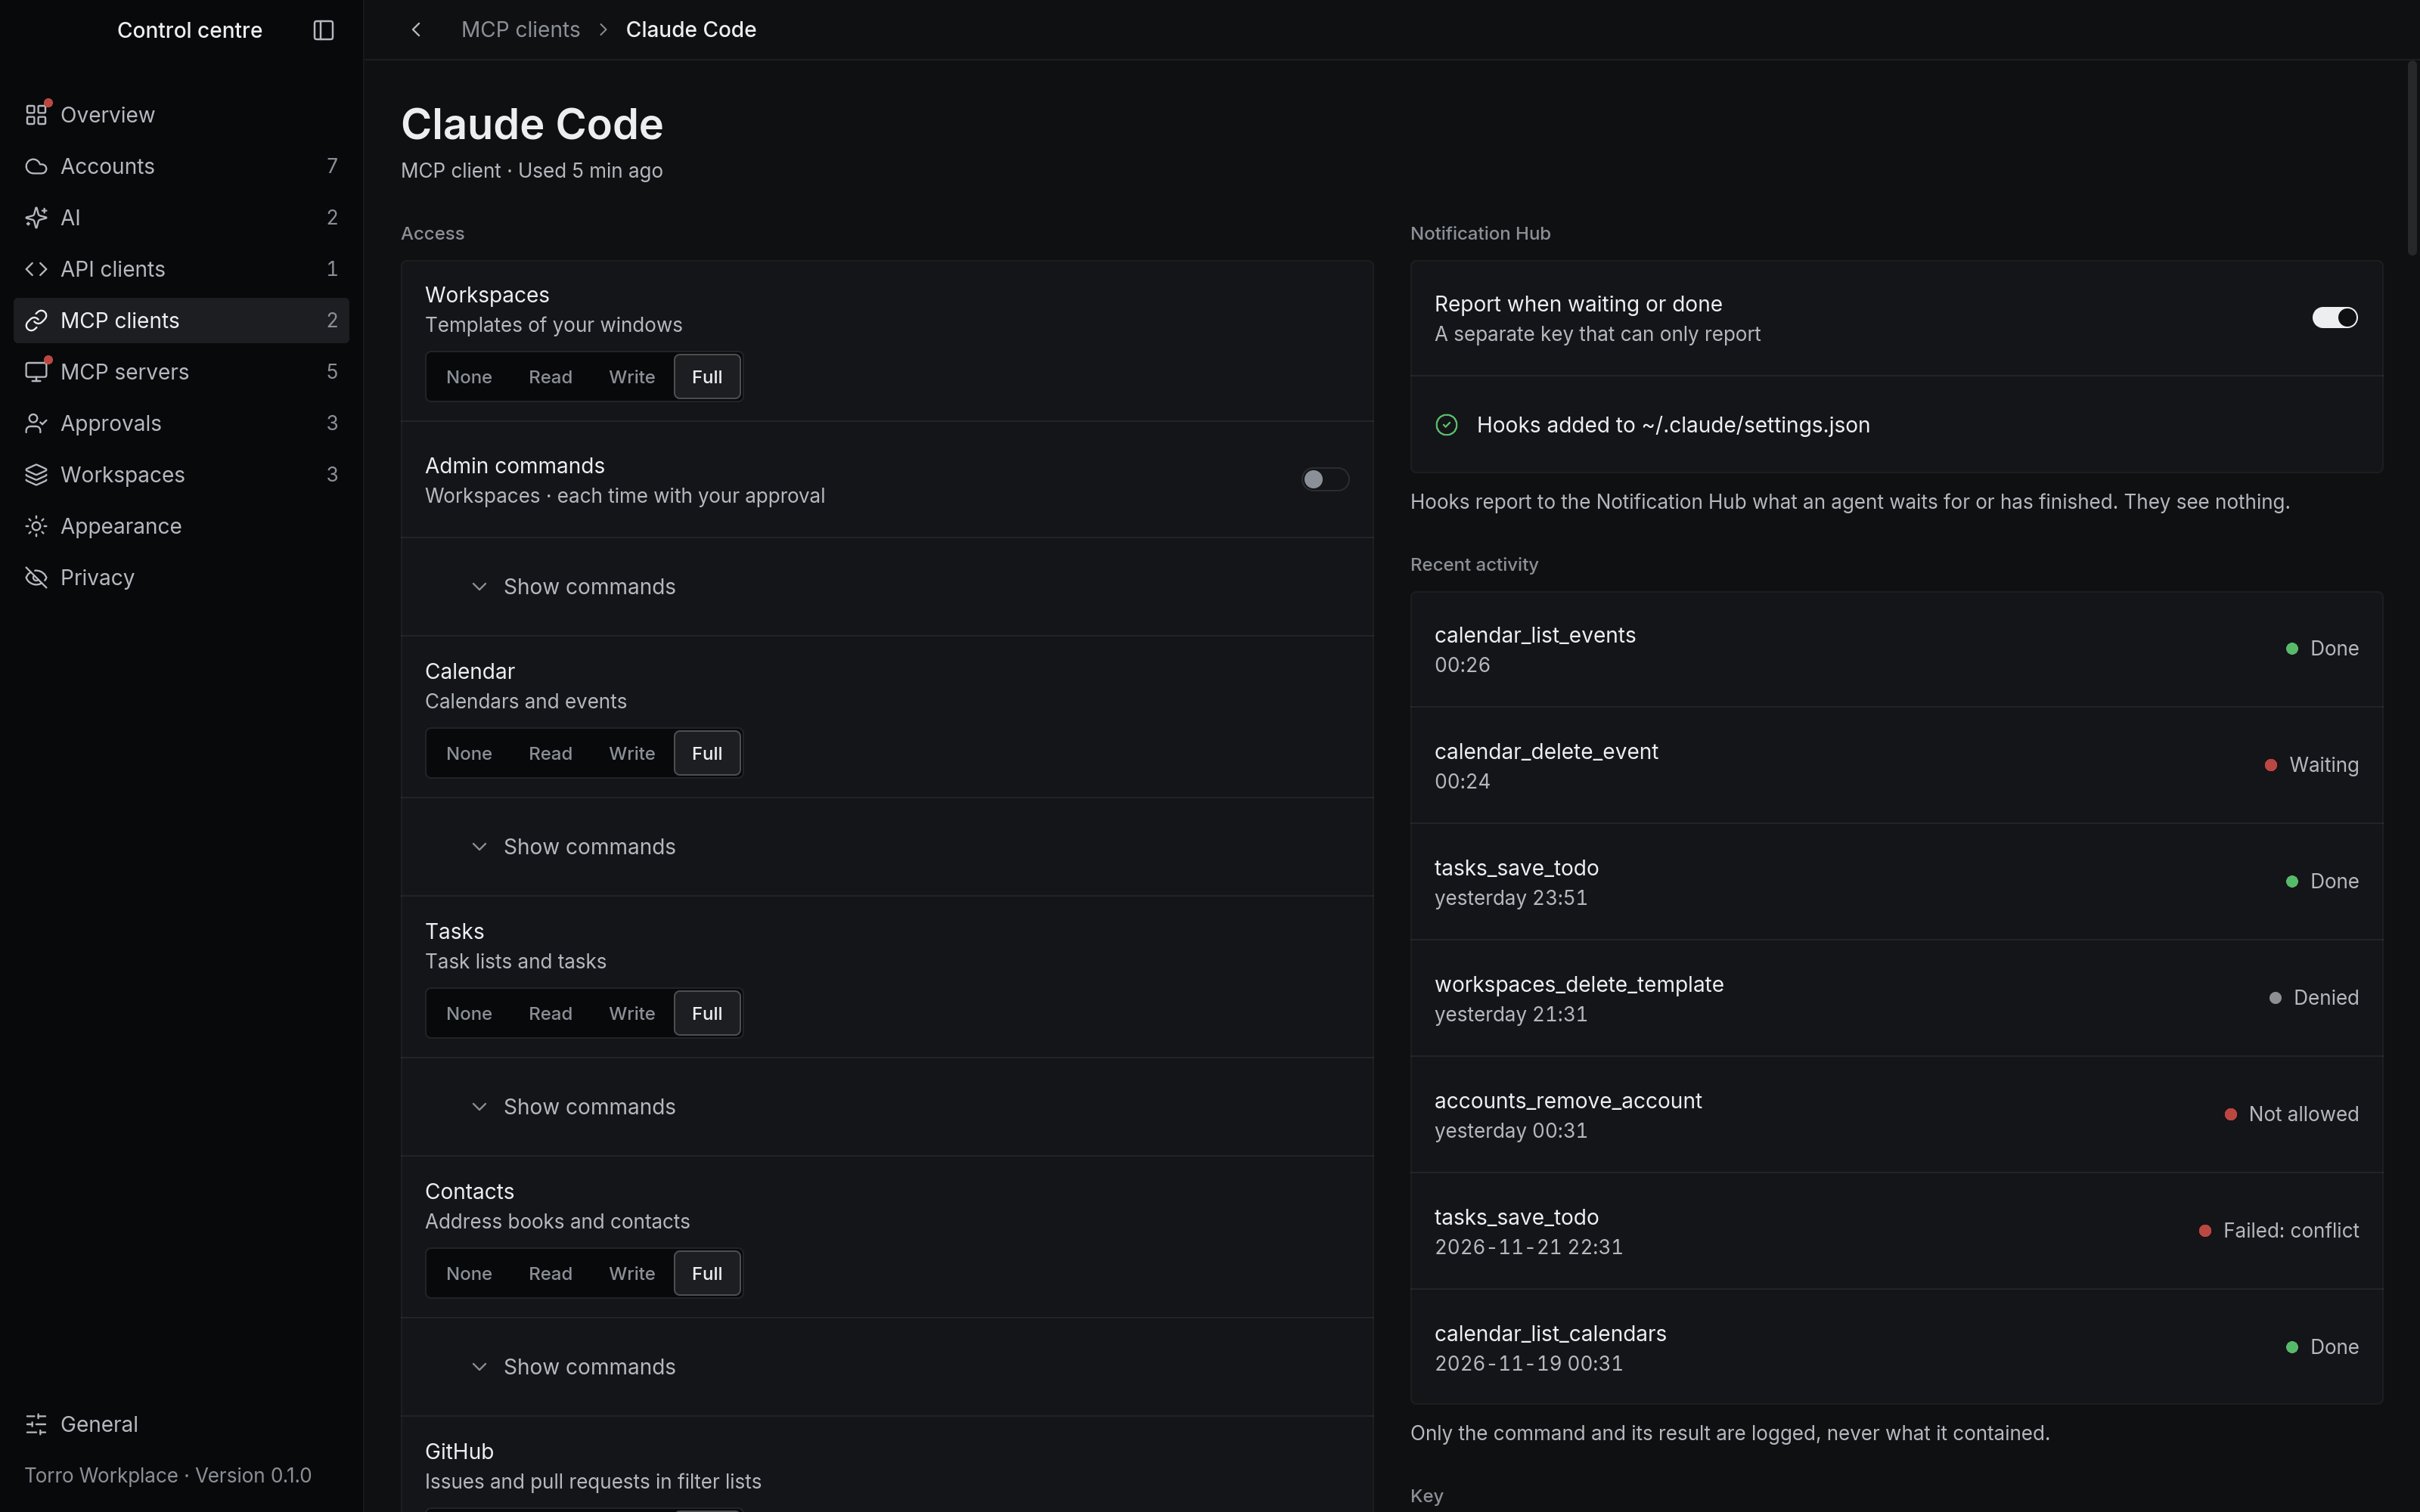 Control centre
Overview
Accounts 7
AI 2
API clients 1
MCP clients 2
MCP servers 5
Approvals 3
Workspaces 3
Appearance
Privacy
General
Torro Workplace · Version 0.1.0
MCP clients > Claude Code
Claude Code
MCP client · Used 5 min ago
Access
Workspaces
Templates of your windows
None Read Write Full
Admin commands
Workspaces · each time with your approval
Show commands
Calendar
Calendars and events
None Read Write Full
Show commands
Tasks
Task lists and tasks
None Read Write Full
Show commands
Contacts
Address books and contacts
None Read Write Full
Show commands
GitHub
Issues and pull requests in filter lists
Notification Hub
Report when waiting or done
A separate key that can only report
Hooks added to ~/.claude/settings.json
Hooks report to the Notification Hub what an agent waits for or has finished. They see nothing.
Recent activity
calendar_list_events
00:26
Done
calendar_delete_event
00:24
Waiting
tasks_save_todo
yesterday 23:51
Done
workspaces_delete_template
yesterday 21:31
Denied
accounts_remove_account
yesterday 00:31
Not allowed
tasks_save_todo
2026-11-21 22:31
Failed: conflict
calendar_list_calendars
2026-11-19 00:31
Done
Only the command and its result are logged, never what it contained.
Key